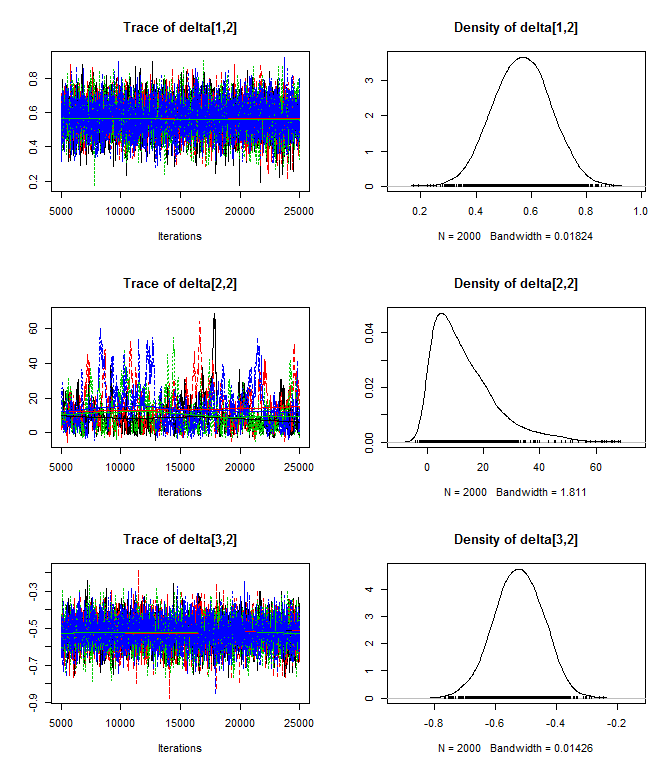 Trace of delta[1,2]
0.2 0.4 0.6 0.8
5000 10000 15000 20000 25000
Iterations
Density of delta[1,2]
0 1 2 3
0.2 0.4 0.6 0.8 1.0
N = 2000 Bandwidth = 0.01824
Trace of delta[2,2]
0 20 40 60
5000 10000 15000 20000 25000
Iterations
Density of delta[2,2]
0.00 0.02 0.04
0 20 40 60
N = 2000 Bandwidth = 1.811
Trace of delta[3,2]
-0.9 -0.7 -0.5 -0.3
5000 10000 15000 20000 25000
Iterations
Density of delta[3,2]
0 1 2 3 4
-0.8 -0.6 -0.4 -0.2
N = 2000 Bandwidth = 0.01426